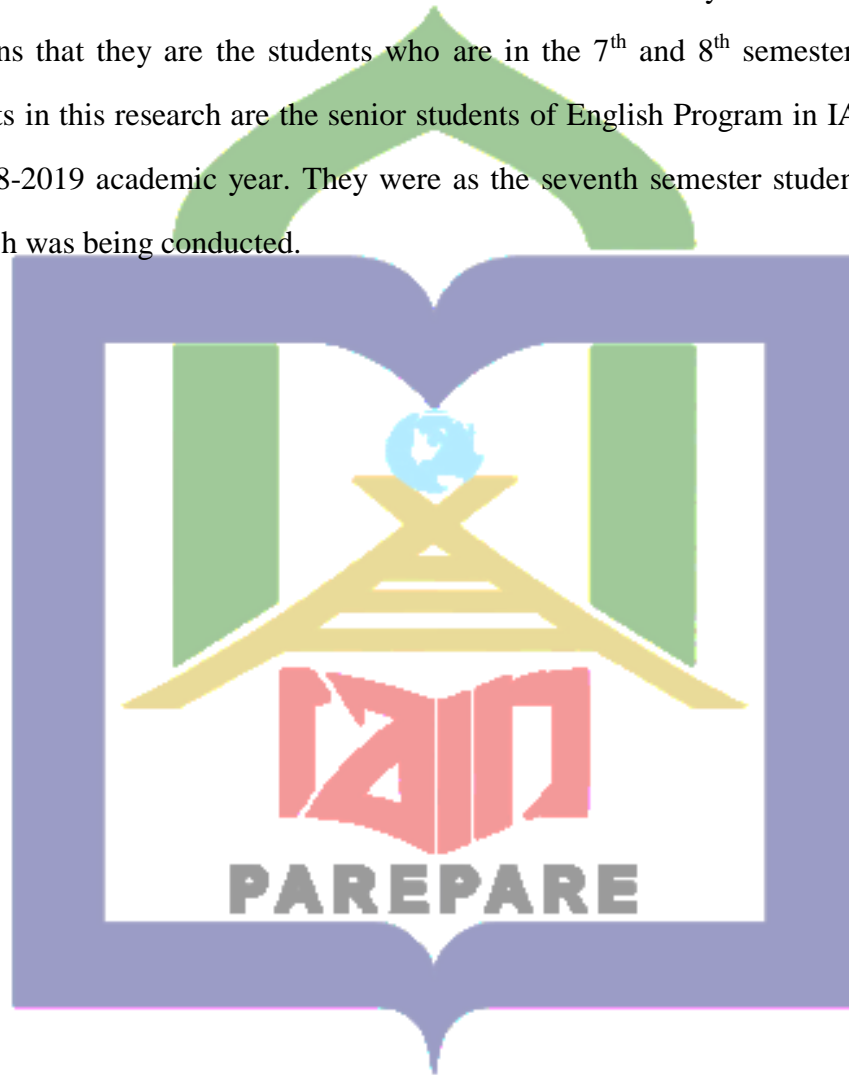 ns that they are the students who are in the 7th and 8th semester
ts in this research are the senior students of English Program in IA
8-2019 academic year. They were as the seventh semester studen
h was being conducted.
iain
PAREPARE